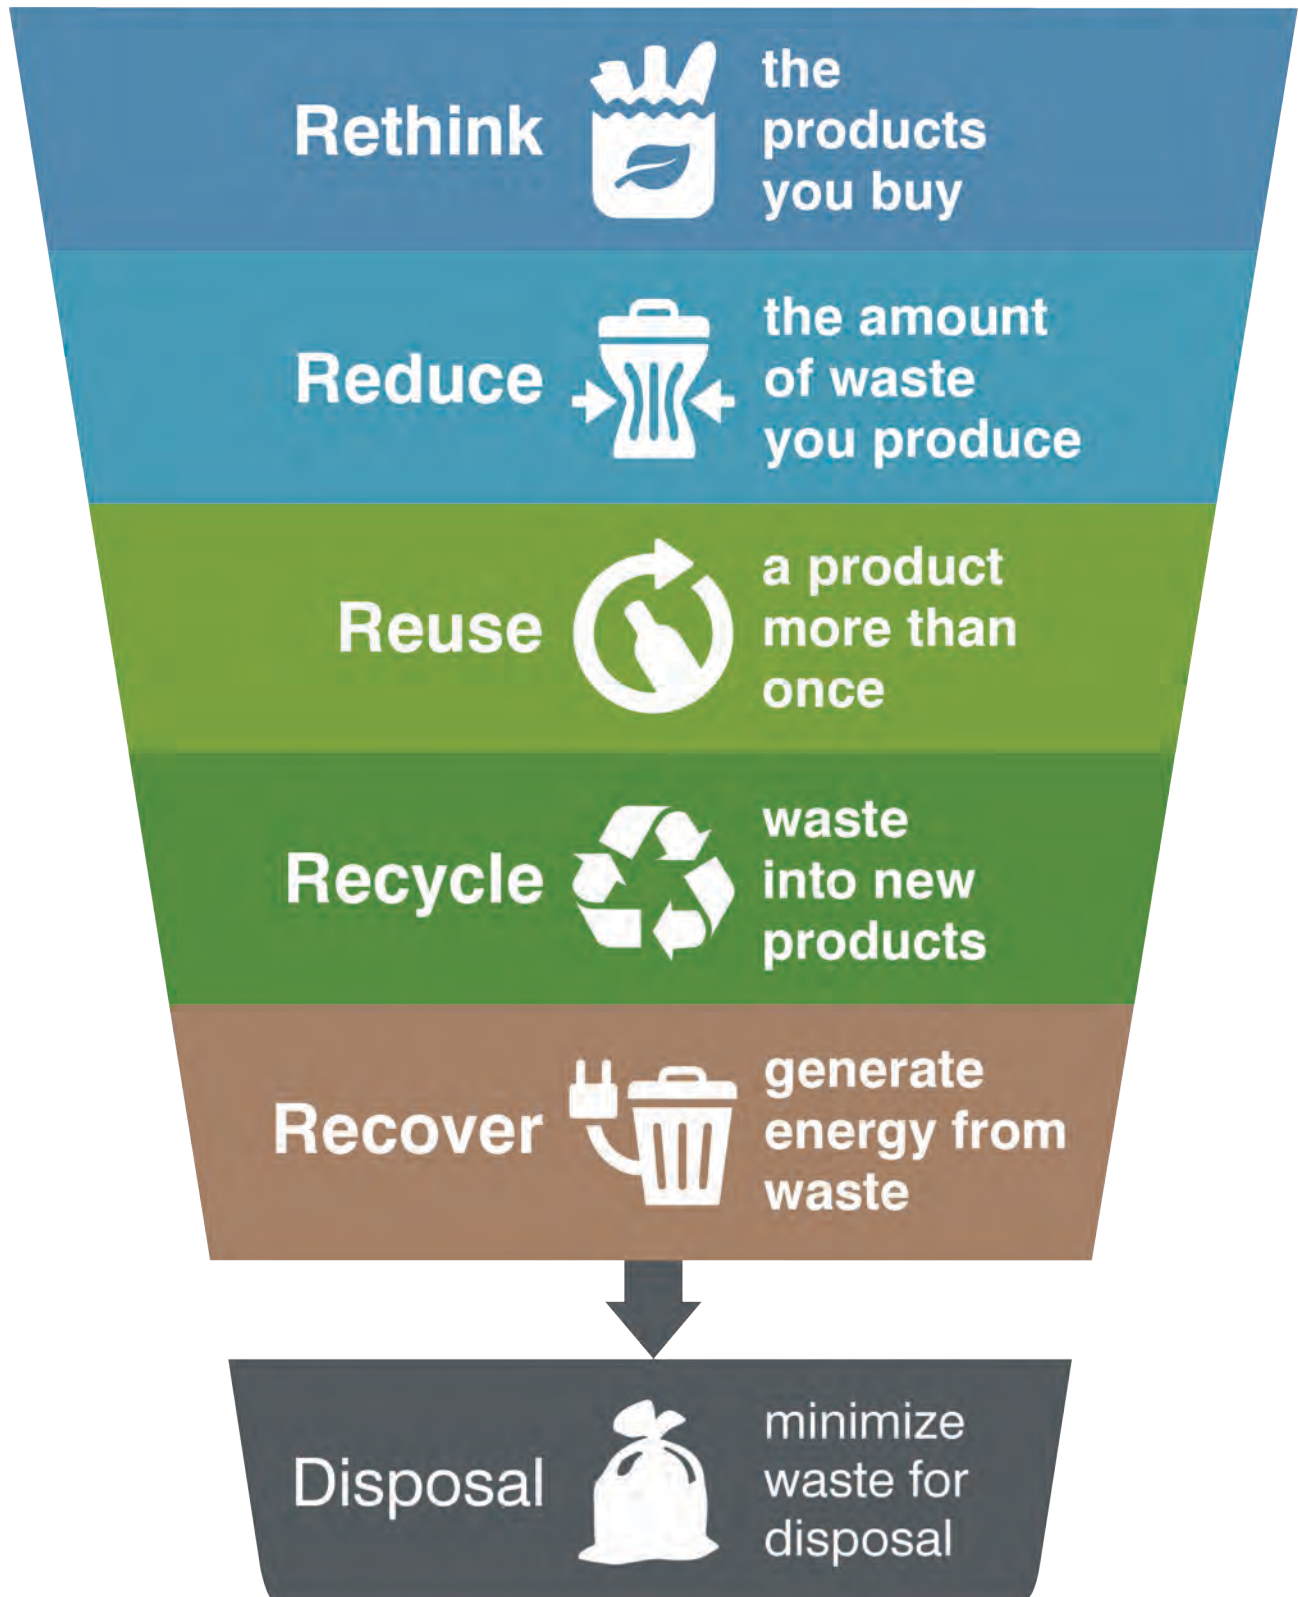 Rethink
the
products
you buy
Reduce
the amount
of waste
you produce
Reuse
a product
more than
once
Recycle
waste
into new
products
Recover
generate
energy from
waste
Disposal
minimize
waste for
disposal